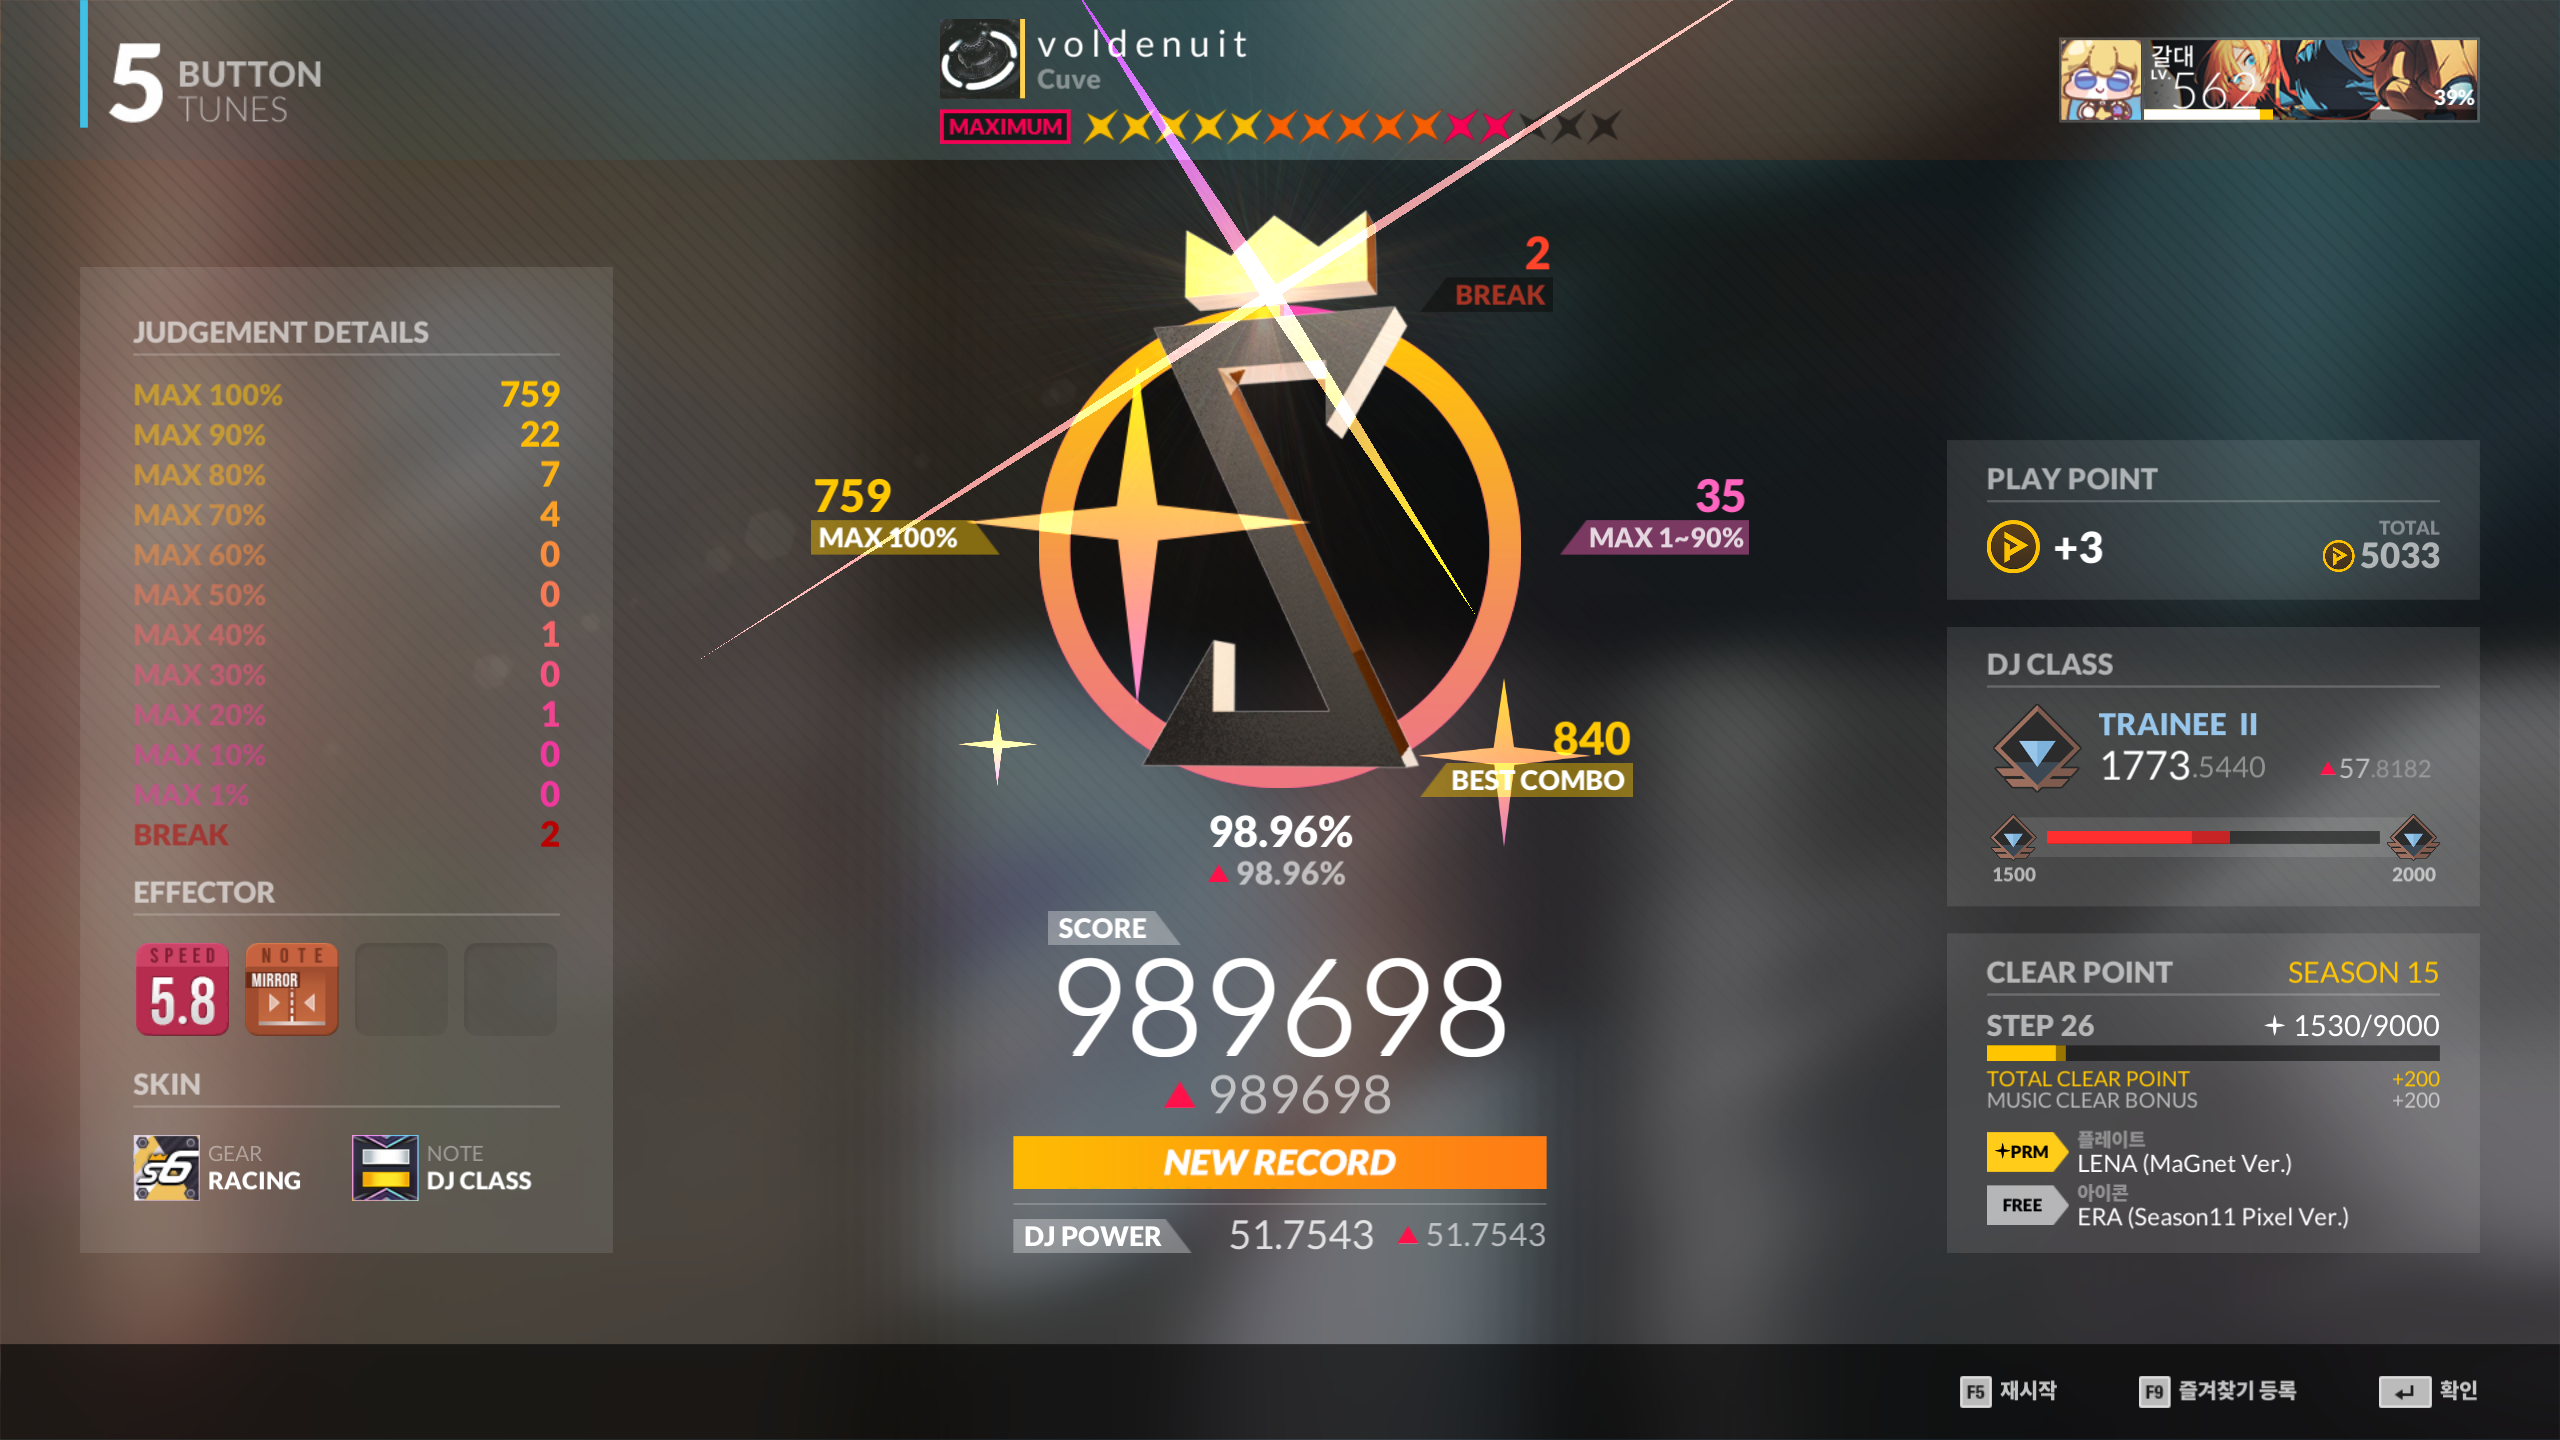 5 BUTTON
TUNES
voldenuit
Cuve
MAXIMUM
갈대
LV. 562
39%
JUDGEMENT DETAILS
MAX 100% 759
MAX 90% 22
MAX 80% 7
MAX 70% 4
MAX 60% 0
MAX 50% 0
MAX 40% 1
MAX 30% 0
MAX 20% 1
MAX 10% 0
MAX 1% 0
BREAK 2
EFFECTOR
SPEED
5.8
NOTE
MIRROR
SKIN
S6
GEAR
RACING
NOTE
DJ CLASS
2
BREAK
759
MAX 100%
35
MAX 1~90%
S
840
BEST COMBO
98.96%
▲ 98.96%
SCORE
989698
▲ 989698
NEW RECORD
DJ POWER 51.7543 ▲ 51.7543
PLAY POINT
+3
TOTAL
5033
DJ CLASS
TRAINEE II
1773.5440 ▲57.8182
1500 2000
CLEAR POINT SEASON 15
STEP 26 1530/9000
TOTAL CLEAR POINT +200
MUSIC CLEAR BONUS +200
+PRM
플레이트
LENA (MaGnet Ver.)
FREE
아이콘
ERA (Season11 Pixel Ver.)
F5 재시작 F9 즐겨찾기 등록 ↵ 확인